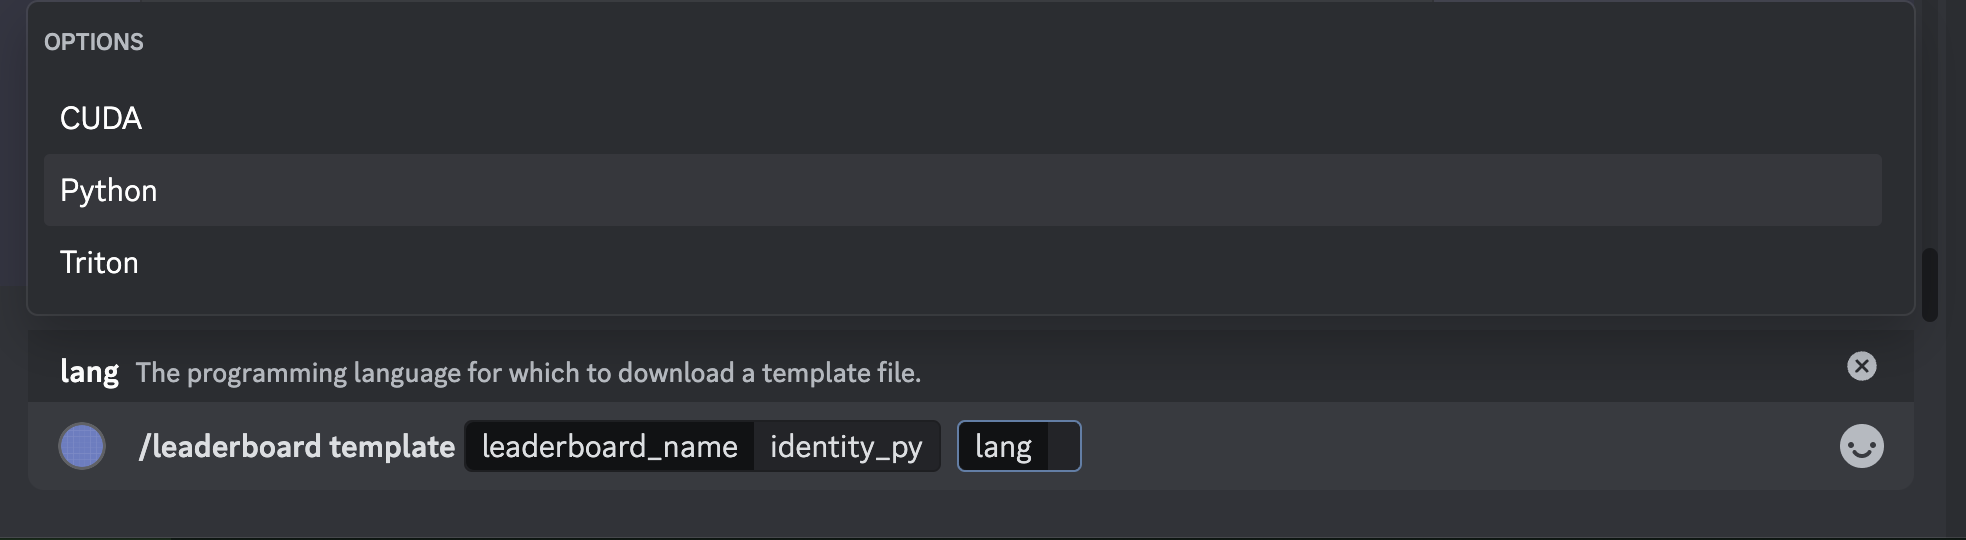 OPTIONS
CUDA
Python
Triton
lang The programming language for which to download a template file.
/leaderboard template leaderboard_name identity_py lang